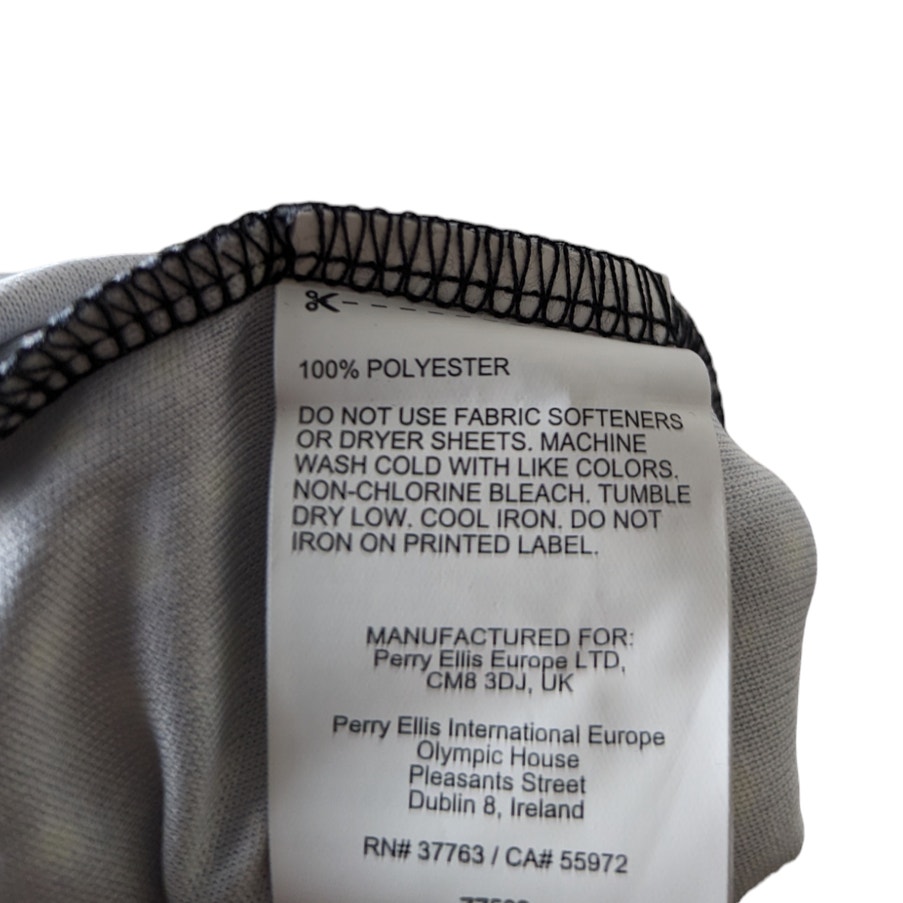 100% POLYESTER
DO NOT USE FABRIC SOFTENERS
OR DRYER SHEETS. MACHINE
WASH COLD WITH LIKE COLORS.
NON-CHLORINE BLEACH. TUMBLE
DRY LOW. COOL IRON. DO NOT
IRON ON PRINTED LABEL.
MANUFACTURED FOR:
Perry Ellis Europe LTD,
CM8 3DJ, UK
Perry Ellis International Europe
Olympic House
Pleasants Street
Dublin 8, Ireland
RN# 37763 / CA# 55972